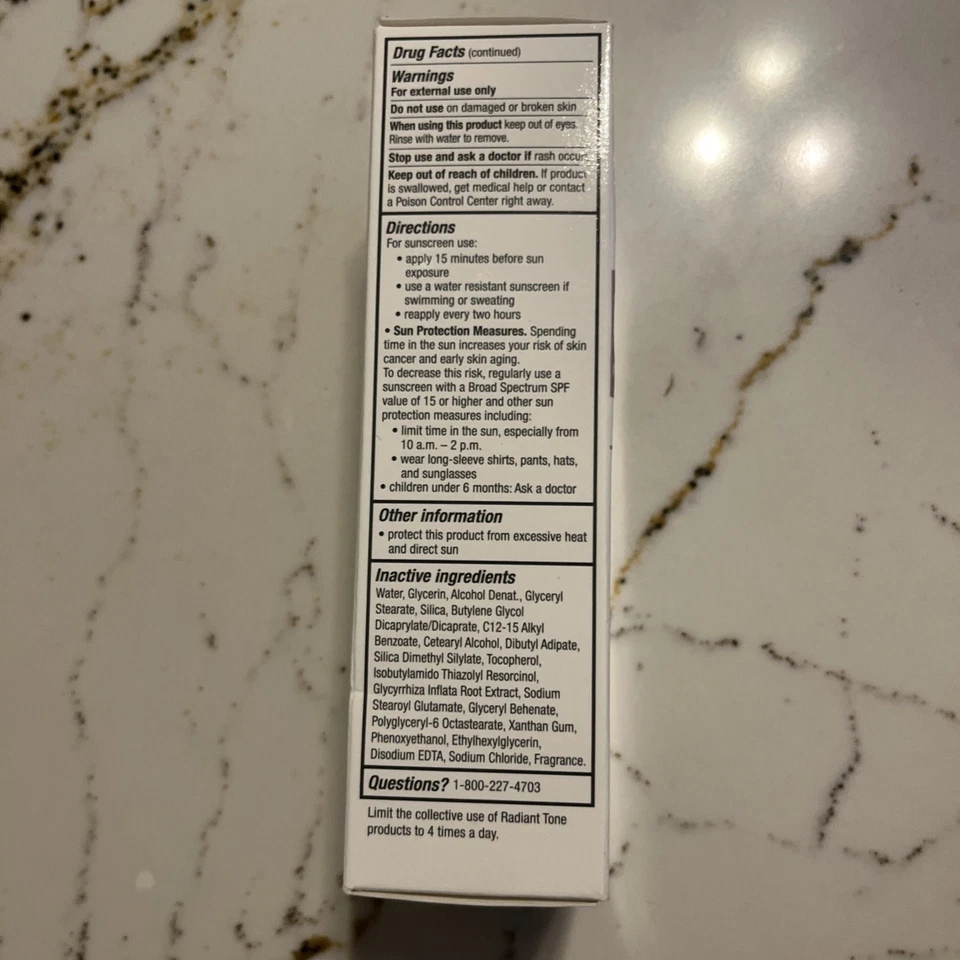 Drug Facts (continued)
Warnings
For external use only
Do not use on damaged or broken skin
When using this product keep out of eyes.
Rinse with water to remove.
Stop use and ask a doctor if rash occurs
Keep out of reach of children. If product
is swallowed, get medical help or contact
a Poison Control Center right away.
Directions
For sunscreen use:
• apply 15 minutes before sun
exposure
• use a water resistant sunscreen if
swimming or sweating
• reapply every two hours
• Sun Protection Measures. Spending
time in the sun increases your risk of skin
cancer and early skin aging.
To decrease this risk, regularly use a
sunscreen with a Broad Spectrum SPF
value of 15 or higher and other sun
protection measures including:
• limit time in the sun, especially from
10 a.m. – 2 p.m.
• wear long-sleeve shirts, pants, hats,
and sunglasses
• children under 6 months: Ask a doctor
Other information
• protect this product from excessive heat
and direct sun
Inactive ingredients
Water, Glycerin, Alcohol Denat., Glyceryl
Stearate, Silica, Butylene Glycol
Dicaprylate/Dicaprate, C12-15 Alkyl
Benzoate, Cetearyl Alcohol, Dibutyl Adipate,
Silica Dimethyl Silylate, Tocopherol,
Isobutylamido Thiazolyl Resorcinol,
Glycyrrhiza Inflata Root Extract, Sodium
Stearoyl Glutamate, Glyceryl Behenate,
Polyglyceryl-6 Octastearate, Xanthan Gum,
Phenoxyethanol, Ethylhexylglycerin,
Disodium EDTA, Sodium Chloride, Fragrance.
Questions? 1-800-227-4703
Limit the collective use of Radiant Tone
products to 4 times a day.